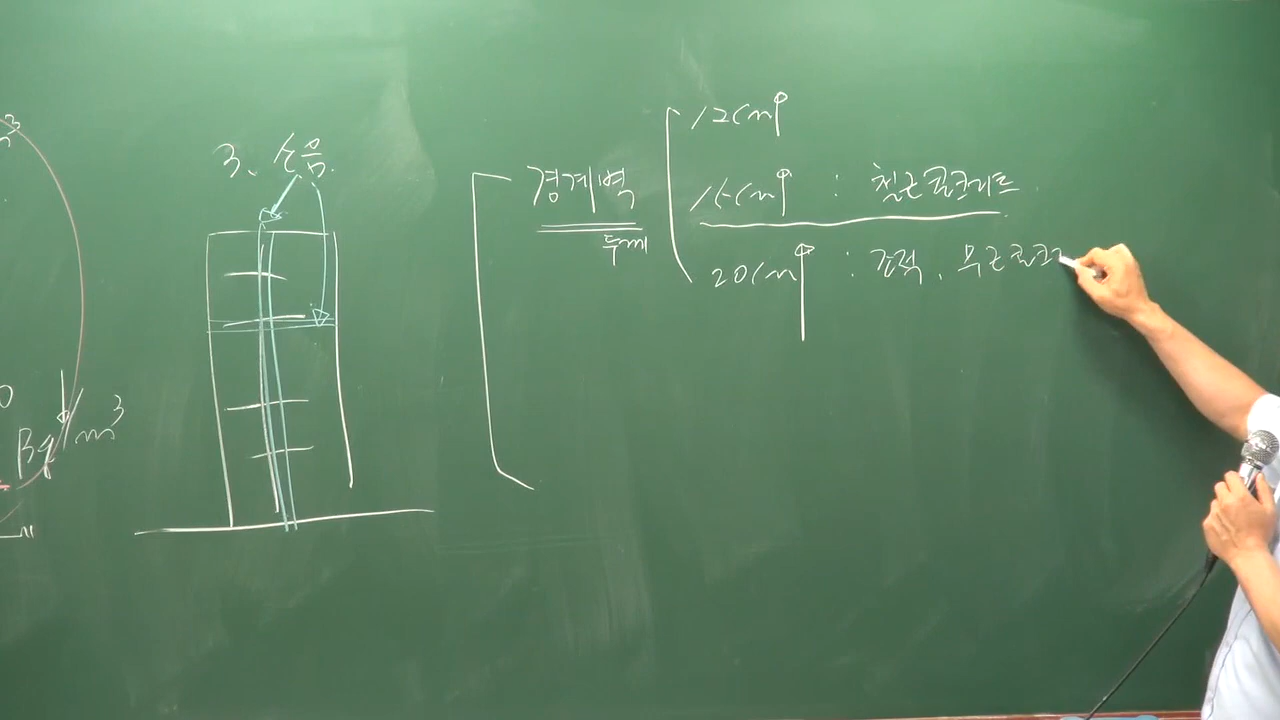 3. 소음.
경계벽
두께
12cm↑
15cm↑ : 철근콘크리트
20cm↑ : 조적, 무근콘크
Bq/m³